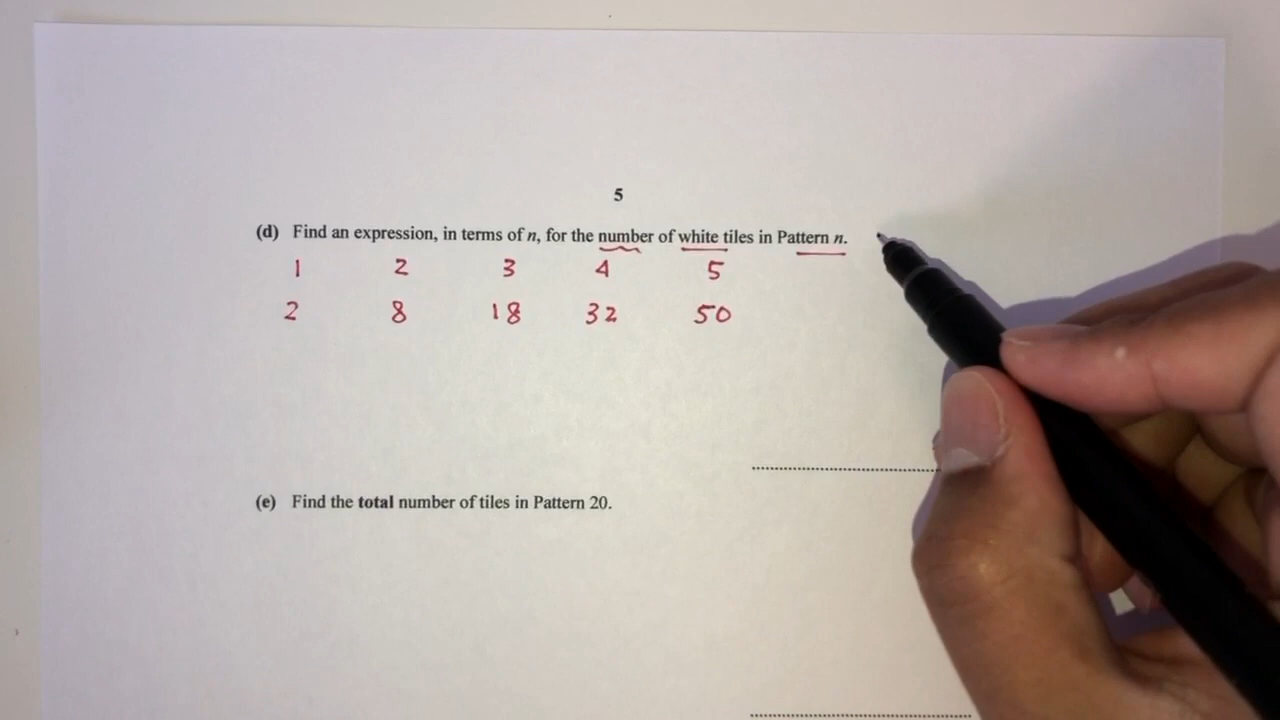 5
(d) Find an expression, in terms of n, for the number of white tiles in Pattern n.
1 2 3 4 5
2 8 18 32 50
(e) Find the total number of tiles in Pattern 20.